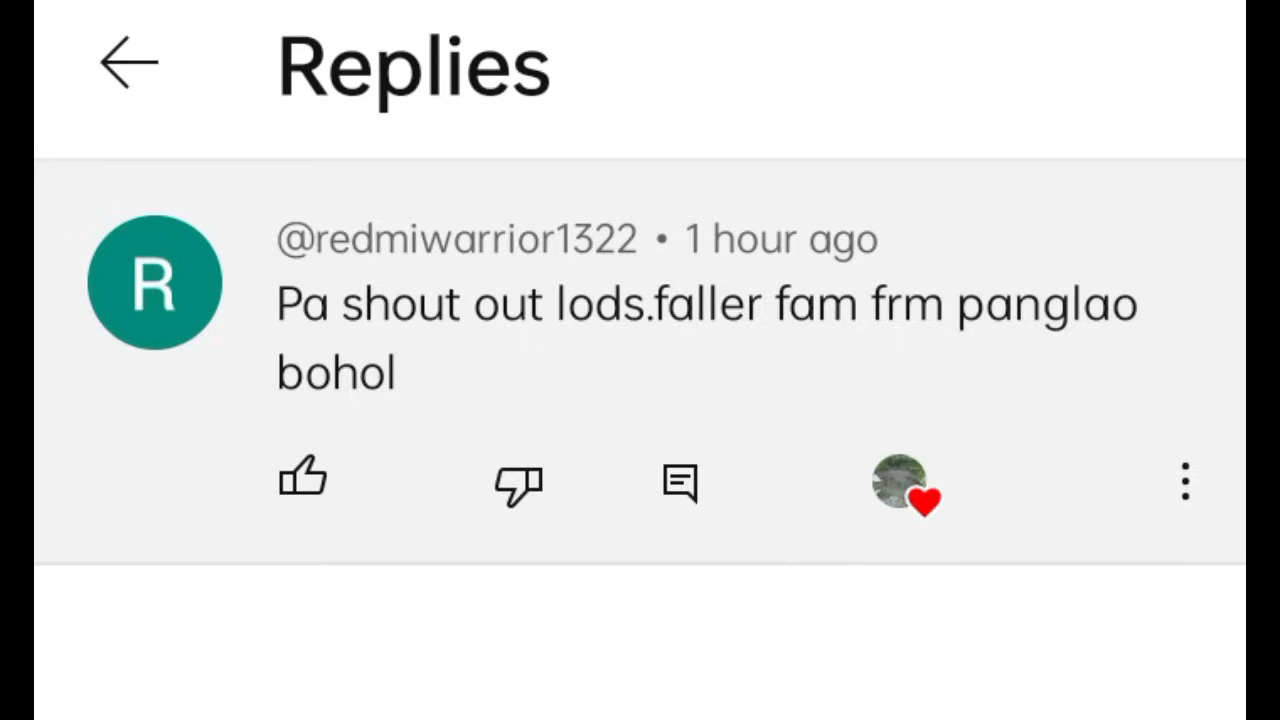 Replies
R
@redmiwarrior1322 • 1 hour ago
Pa shout out lods.faller fam frm panglao
bohol